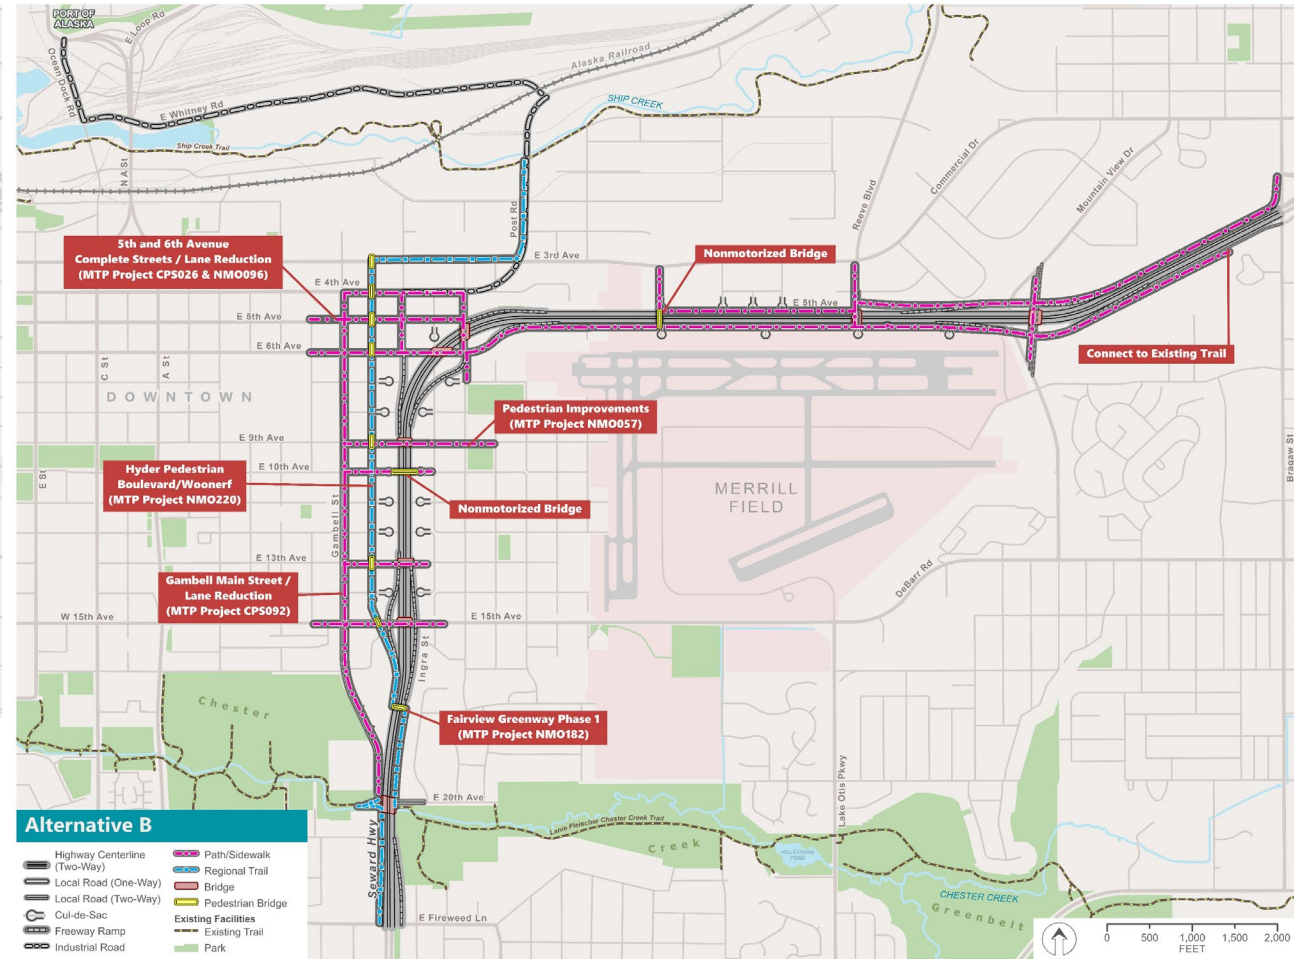 PORT OF
ALASKA
E Loop Rd
Ocean Dock Rd
E Whitney Rd
Alaska Railroad
SHIP CREEK
Ship Creek Trail
N A St
Post Rd
Reeve Blvd
Commercial Dr
Mountain View Dr
5th and 6th Avenue
Complete Streets / Lane Reduction
(MTP Project CPS026 & NMO096)
E 3rd Ave
Nonmotorized Bridge
E 4th Ave
E 5th Ave
E 5th Ave
E 6th Ave
Connect to Existing Trail
C St
A St
DOWNTOWN
Pedestrian Improvements
(MTP Project NMO057)
E 9th Ave
E 10th Ave
Hyder Pedestrian
Boulevard/Woonerf
(MTP Project NMO220)
E St
Bragaw St
MERRILL
FIELD
Nonmotorized Bridge
Gambell St
E 13th Ave
DeBarr Rd
Gambell Main Street /
Lane Reduction
(MTP Project CPS092)
W 15th Ave
E 15th Ave
Ingra St
Chester
Fairview Greenway Phase 1
(MTP Project NMO182)
Lake Otis Pkwy
E 20th Ave
Lanie Fleischer Chester Creek Trail
Creek
HILLSTRAND
POND
CHESTER CREEK
Greenbelt
Seward Hwy
E Fireweed Ln
Alternative B
Highway Centerline
(Two-Way)
Local Road (One-Way)
Local Road (Two-Way)
Cul-de-Sac
Freeway Ramp
Industrial Road
Path/Sidewalk
Regional Trail
Bridge
Pedestrian Bridge
Existing Facilities
Existing Trail
Park
0 500 1,000 1,500 2,000
FEET